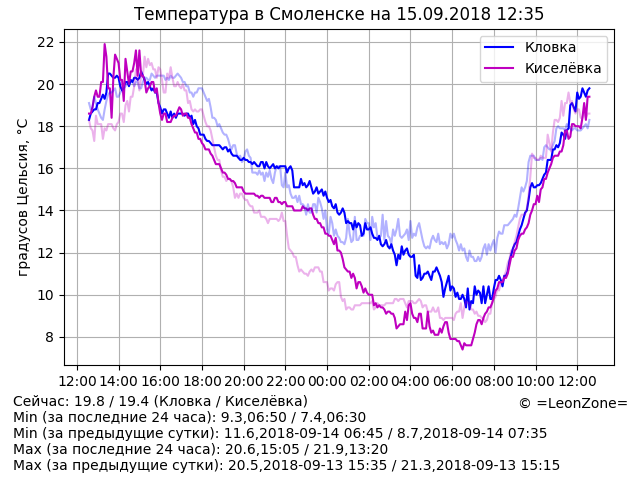 Температура в Смоленске на 15.09.2018 12:35
градусов Цельсия, °C
22
20
18
16
14
12
10
8
Кловка
Киселёвка
12:00 14:00 16:00 18:00 20:00 22:00 00:00 02:00 04:00 06:00 08:00 10:00 12:00
Сейчас: 19.8 / 19.4 (Кловка / Киселёвка)
© =LeonZone=
Min (за последние 24 часа): 9.3,06:50 / 7.4,06:30
Min (за предыдущие сутки): 11.6,2018-09-14 06:45 / 8.7,2018-09-14 07:35
Max (за последние 24 часа): 20.6,15:05 / 21.9,13:20
Max (за предыдущие сутки): 20.5,2018-09-13 15:35 / 21.3,2018-09-13 15:15